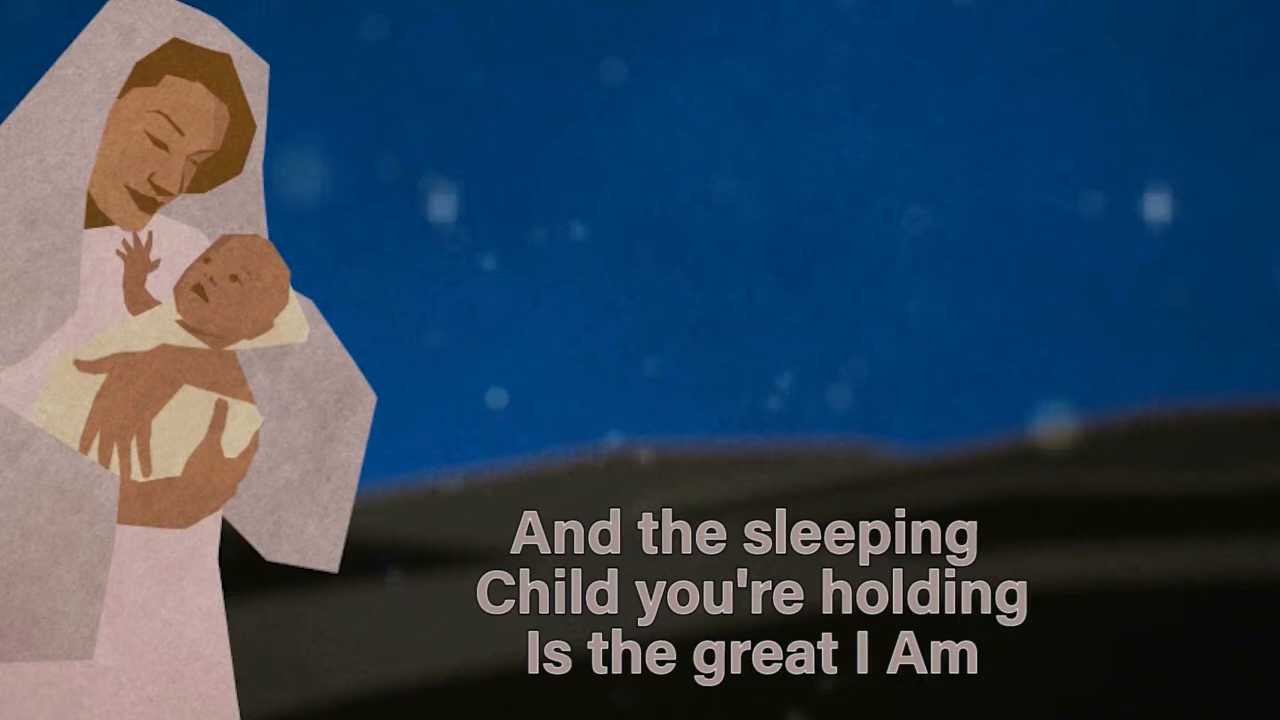 And the sleeping
Child you're holding
Is the great I Am